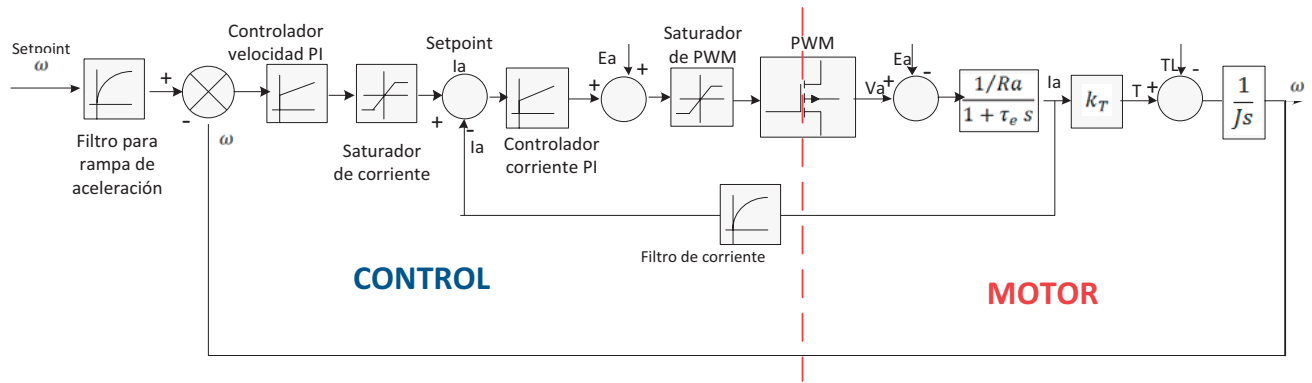 Setpoint
ω
+
-
Filtro para
rampa de
aceleración
ω
Controlador
velocidad PI
Saturador
de corriente
Setpoint
Ia
+
-
Ia
Controlador
corriente PI
Ea
+
+
Saturador
de PWM
PWM
Va
Ea
+
-
1/Ra
1 + τe s
Ia
kT
T
TL
+
-
1
Js
ω
Filtro de corriente
CONTROL
MOTOR